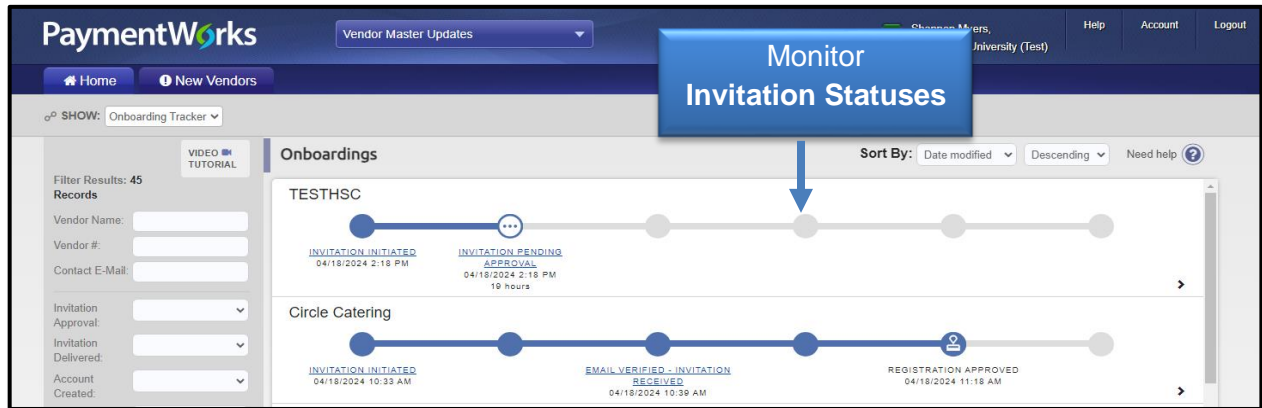 PaymentWorks
Vendor Master Updates
Myers,
University (Test)
Help
Account
Logout
Monitor
Invitation Statuses
Home
New Vendors
SHOW: Onboarding Tracker
VIDEO
TUTORIAL
Filter Results: 45
Records
Vendor Name:
Vendor #:
Contact E-Mail:
Invitation
Approval:
Invitation
Delivered:
Account
Created:
Onboardings
Sort By: Date modified Descending Need help ?
TESTHSC
INVITATION INITIATED
04/18/2024 2:18 PM
INVITATION PENDING
APPROVAL
04/18/2024 2:18 PM
19 hours
Circle Catering
INVITATION INITIATED
04/18/2024 10:33 AM
EMAIL VERIFIED - INVITATION
RECEIVED
04/18/2024 10:39 AM
REGISTRATION APPROVED
04/18/2024 11:18 AM